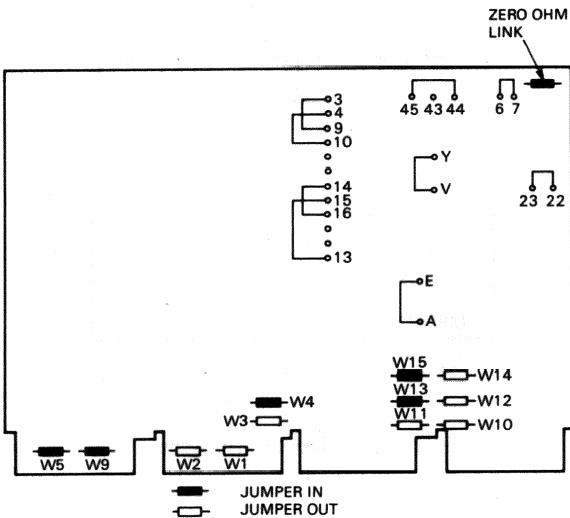 ZERO OHM
LINK
3
4
9
10
14
15
16
13
45 43 44
6 7
Y
V
23 22
E
A
W15
W14
W13
W12
W11
W10
W4
W3
W5 W9 W2 W1
JUMPER IN
JUMPER OUT